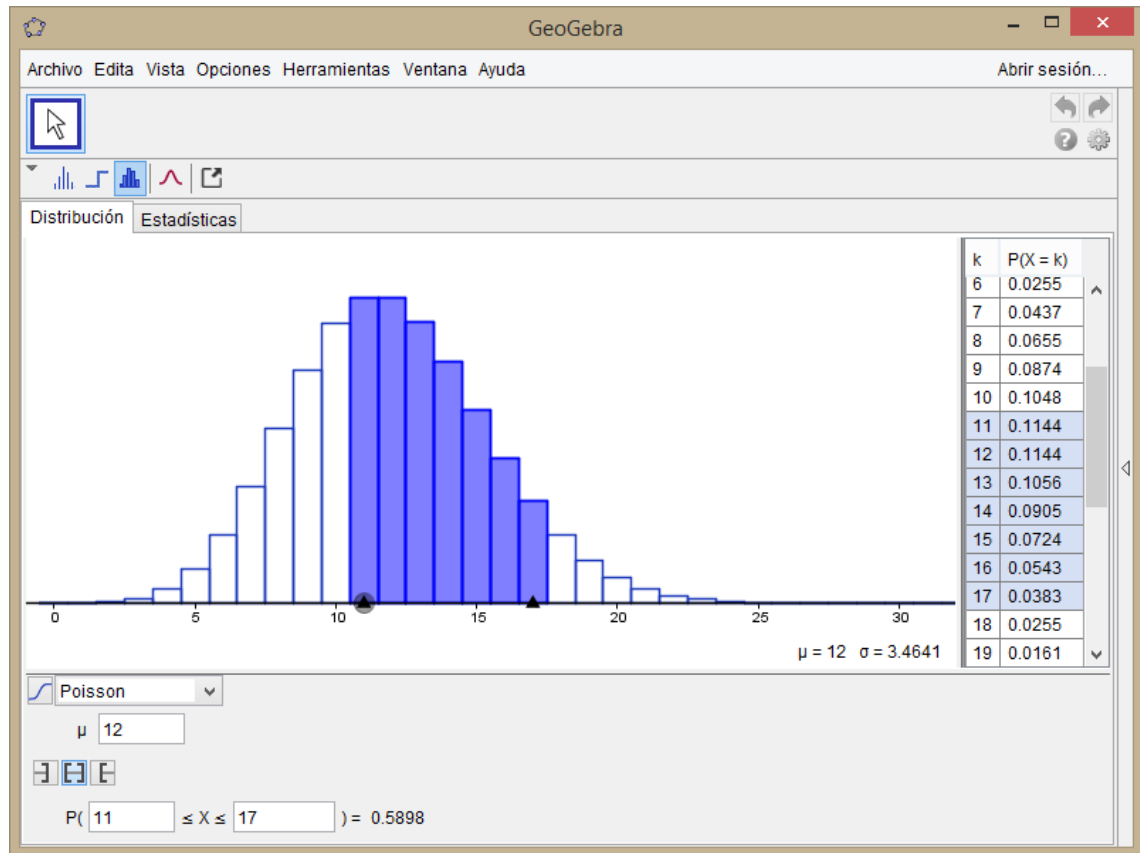 GeoGebra
Archivo Edita Vista Opciones Herramientas Ventana Ayuda Abrir sesión...
Distribución Estadísticas
k P(X = k)
6 0.0255
7 0.0437
8 0.0655
9 0.0874
10 0.1048
11 0.1144
12 0.1144
13 0.1056
14 0.0905
15 0.0724
16 0.0543
17 0.0383
18 0.0255
19 0.0161
0 5 10 15 20 25 30
μ = 12 σ = 3.4641
Poisson
μ 12
P( 11 ≤ X ≤ 17 ) = 0.5898